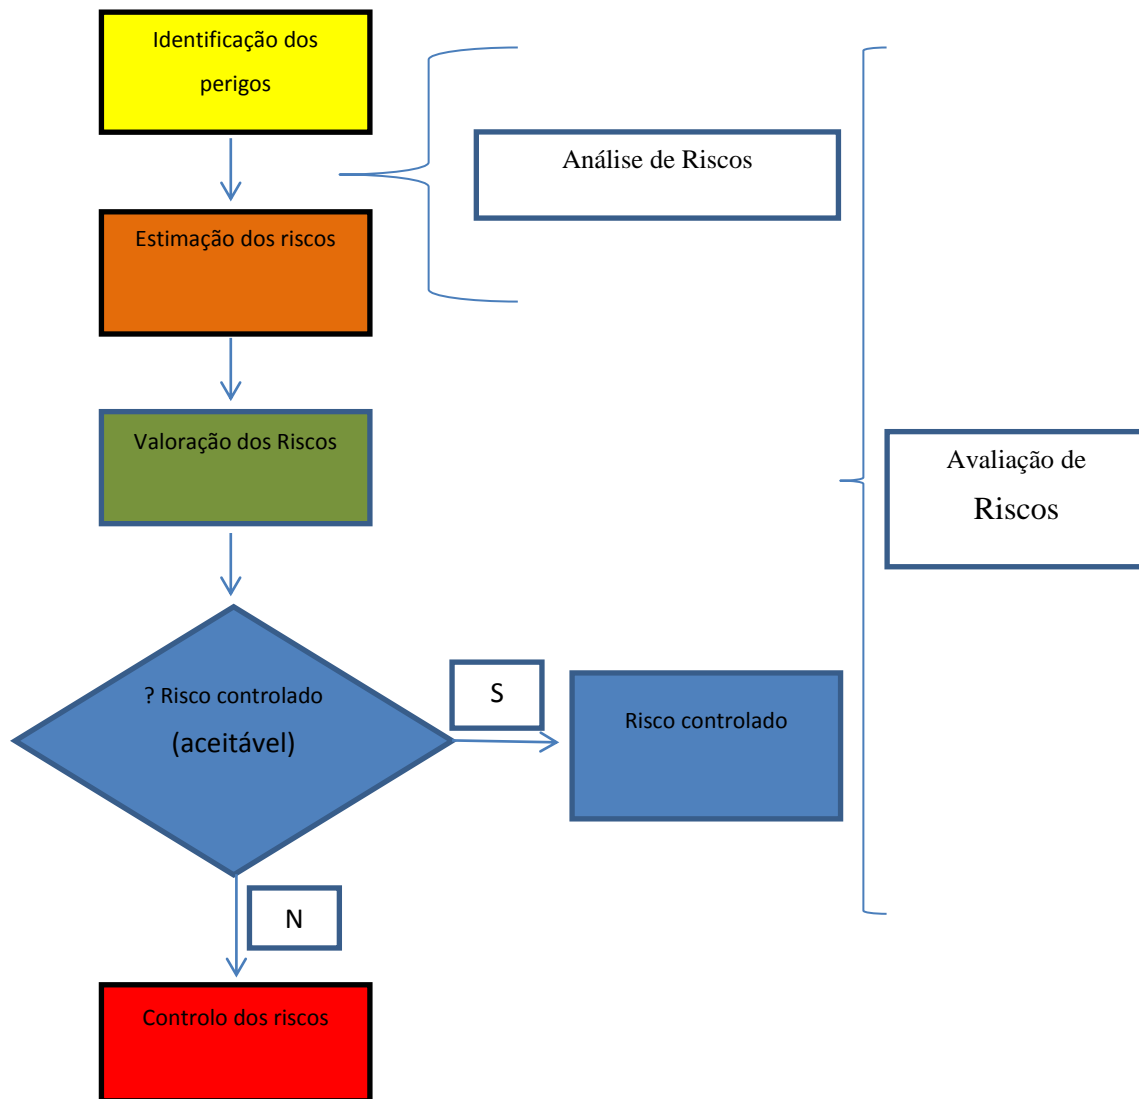 Identificação dos
perigos
Análise de Riscos
Estimação dos riscos
Valoração dos Riscos
Avaliação de
Riscos
? Risco controlado
(aceitável)
S
Risco controlado
N
Controlo dos riscos